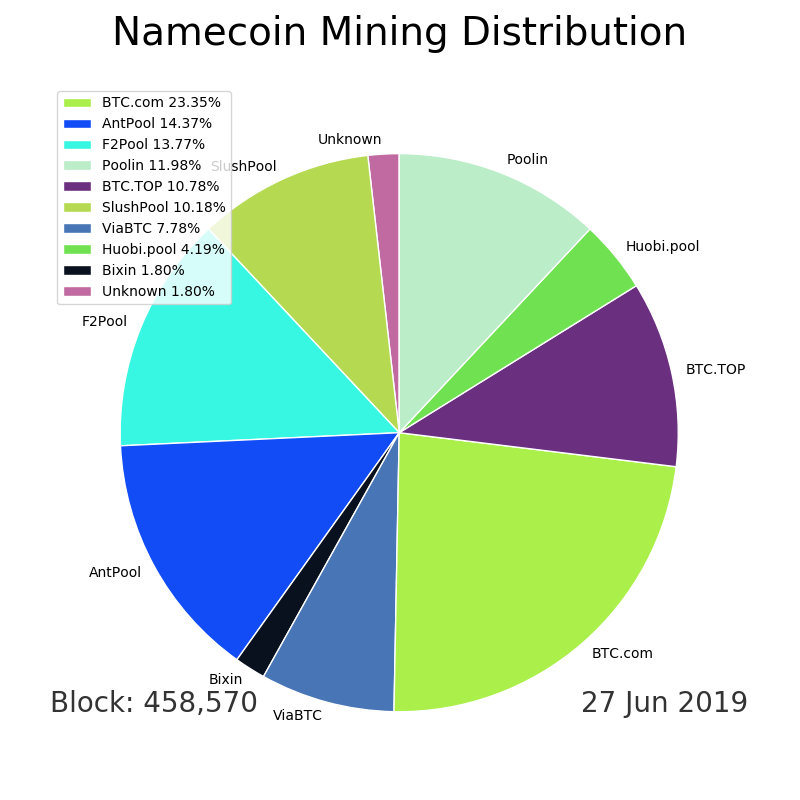 Namecoin Mining Distribution
BTC.com 23.35%
AntPool 14.37%
F2Pool 13.77%
Poolin 11.98%
BTC.TOP 10.78%
SlushPool 10.18%
ViaBTC 7.78%
Huobi.pool 4.19%
Bixin 1.80%
Unknown 1.80%
Unknown
Poolin
SlushPool
Huobi.pool
F2Pool
BTC.TOP
AntPool
BTC.com
Bixin
ViaBTC
Block: 458,570
27 Jun 2019